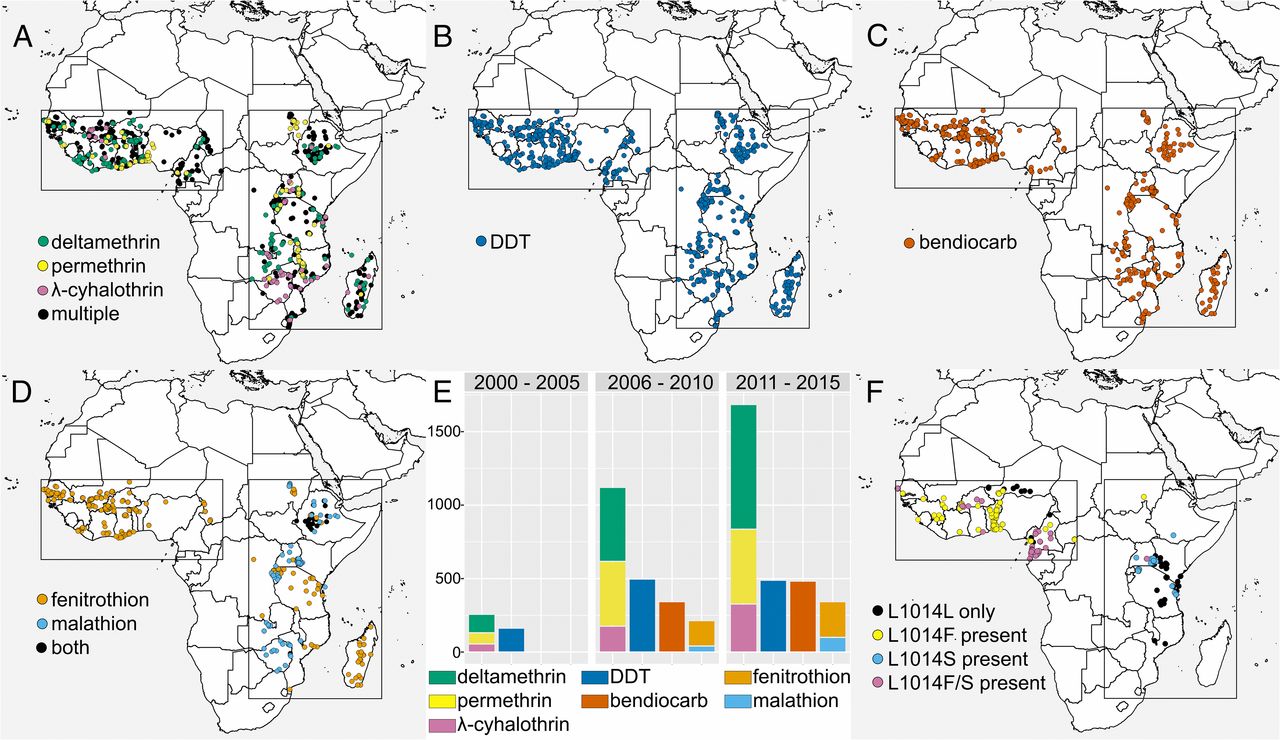 A
deltamethrin
permethrin
λ-cyhalothrin
multiple
B
DDT
C
bendiocarb
D
fenitrothion
malathion
both
E
2000 - 2005 2006 - 2010 2011 - 2015
1500
1000
500
0
deltamethrin DDT fenitrothion
permethrin bendiocarb malathion
λ-cyhalothrin
F
L1014L only
L1014F present
L1014S present
L1014F/S present